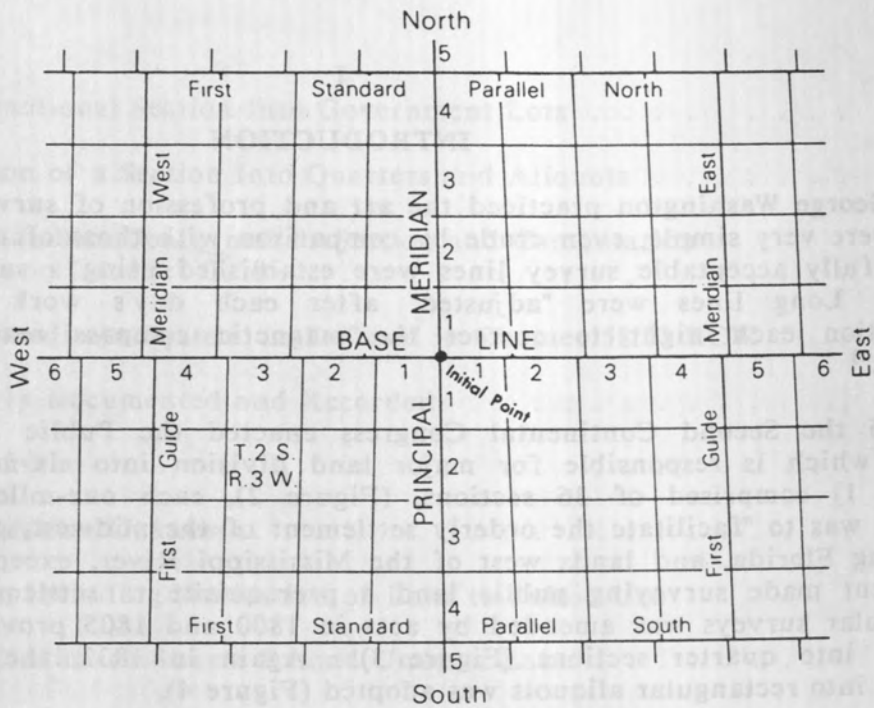 North
5
First Standard Parallel North
4
West
East
3
MERIDIAN
2
Meridian
Meridian
1
BASE LINE
West
6 5 4 3 2 1 1 2 3 4 5 6
East
Initial Point
1
PRINCIPAL
Guide
Guide
T.2 S.
R.3 W.
2
3
First
First
4
First Standard Parallel South
5
South